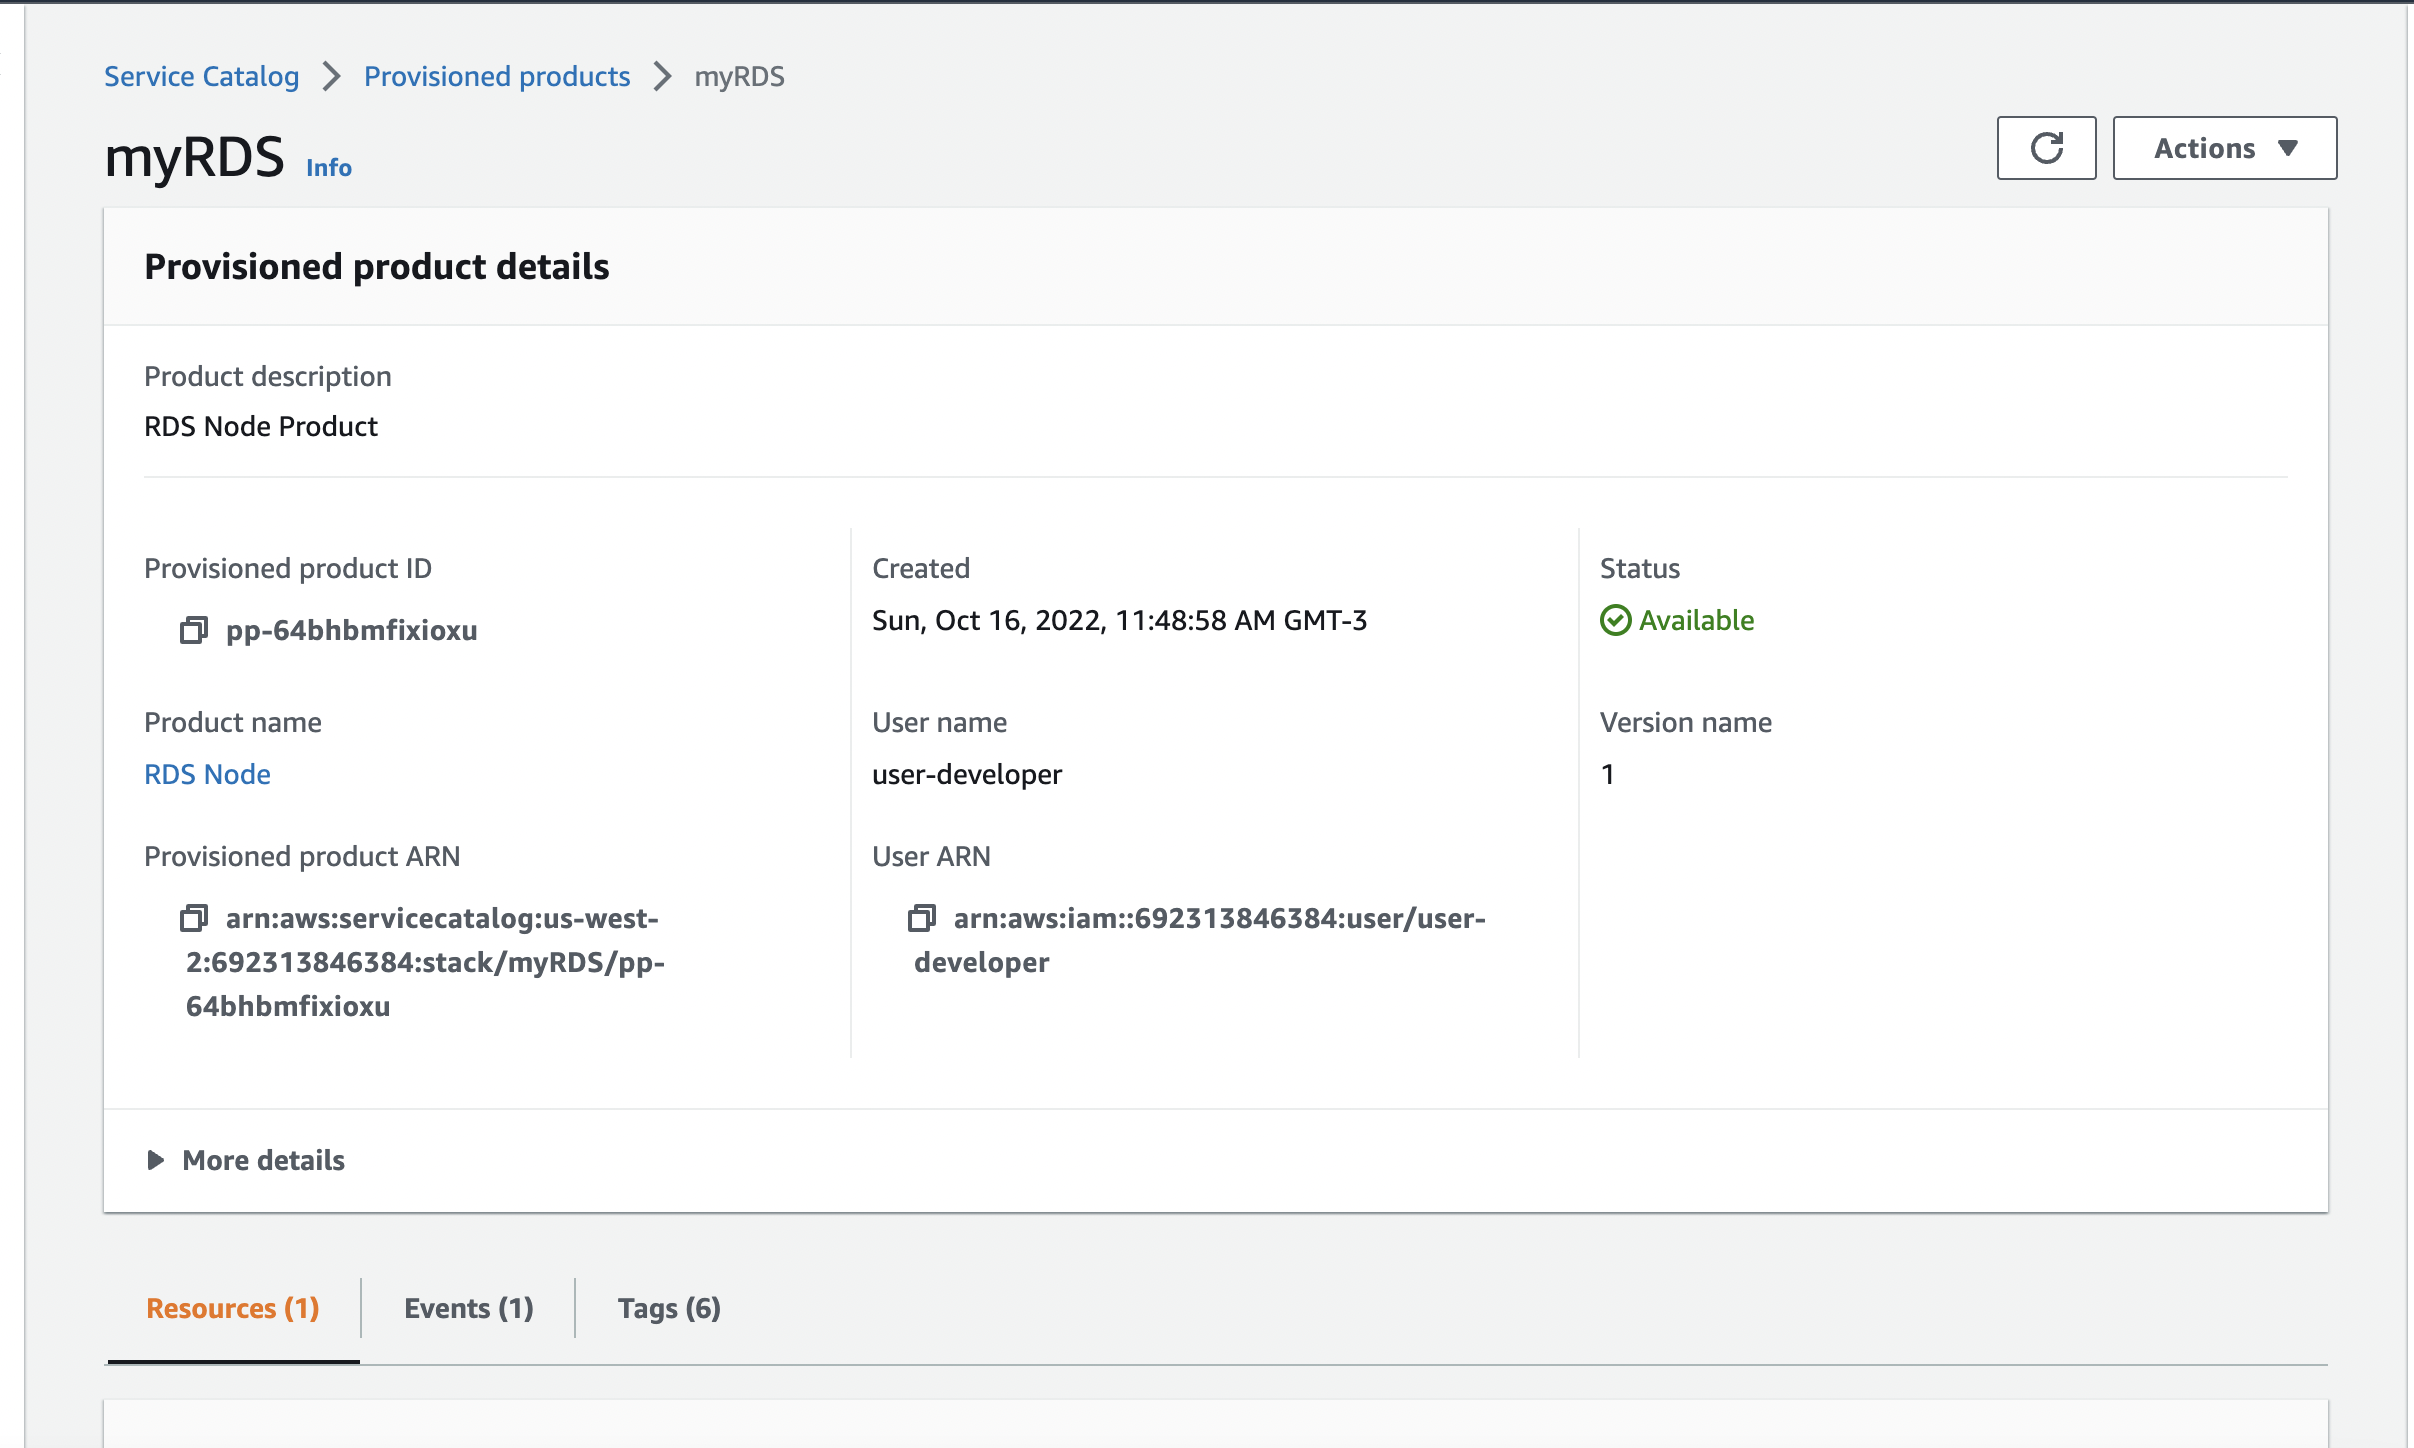 Service Catalog > Provisioned products > myRDS
myRDS Info
Actions
Provisioned product details
Product description
RDS Node Product
Provisioned product ID
pp-64bhbmfixioxu
Created
Sun, Oct 16, 2022, 11:48:58 AM GMT-3
Status
Available
Product name
RDS Node
User name
user-developer
Version name
1
Provisioned product ARN
arn:aws:servicecatalog:us-west-
2:692313846384:stack/myRDS/pp-
64bhbmfixioxu
User ARN
arn:aws:iam::692313846384:user/user-
developer
More details
Resources (1)
Events (1)
Tags (6)